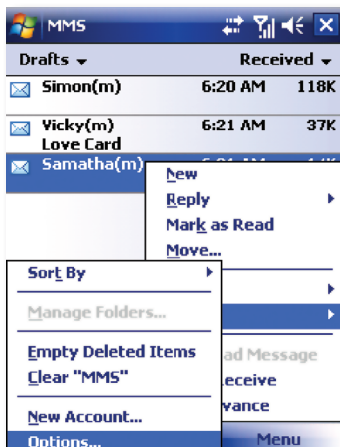 MMS
Drafts Received
Simon(m) 6:20 AM 118K
Vicky(m) 6:21 AM 37K
Love Card
Samatha(m)
New
Reply
Mark as Read
Move...
Sort By
Manage Folders...
Empty Deleted Items ad Message
Clear "MMS" eceive
New Account... vance
Options... Menu